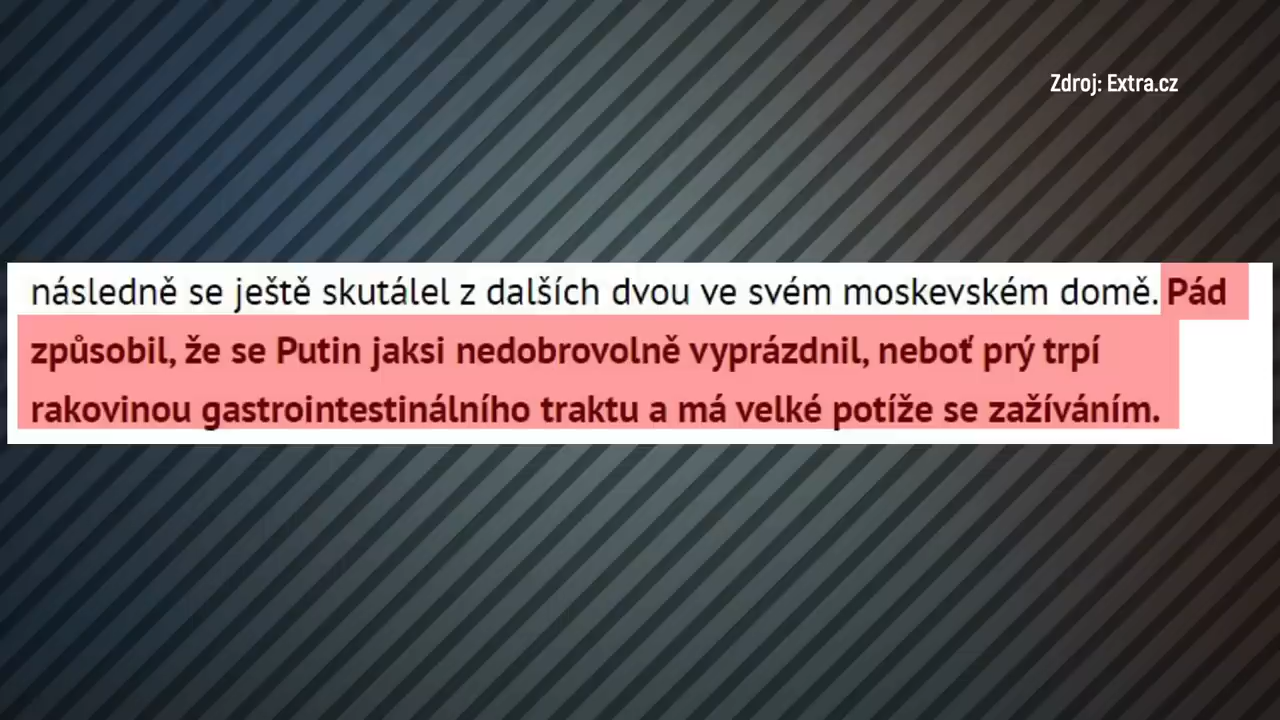 Zdroj: Extra.cz
následně se ještě skutálel z dalších dvou ve svém moskevském domě. Pád
způsobil, že se Putin jaksi nedobrovolně vyprázdnil, neboť prý trpí
rakovinou gastrointestinálního traktu a má velké potíže se zažíváním.